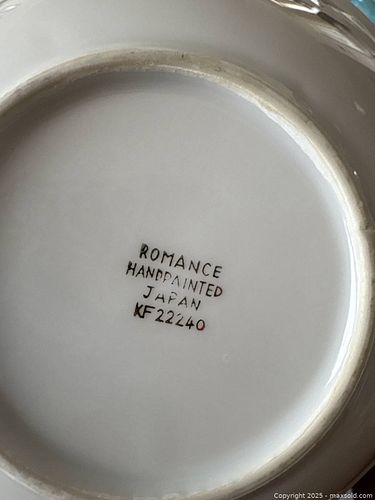 ROMANCE
HANDPAINTED
JAPAN
KF22240
Copyright 2025 - maxsold.com